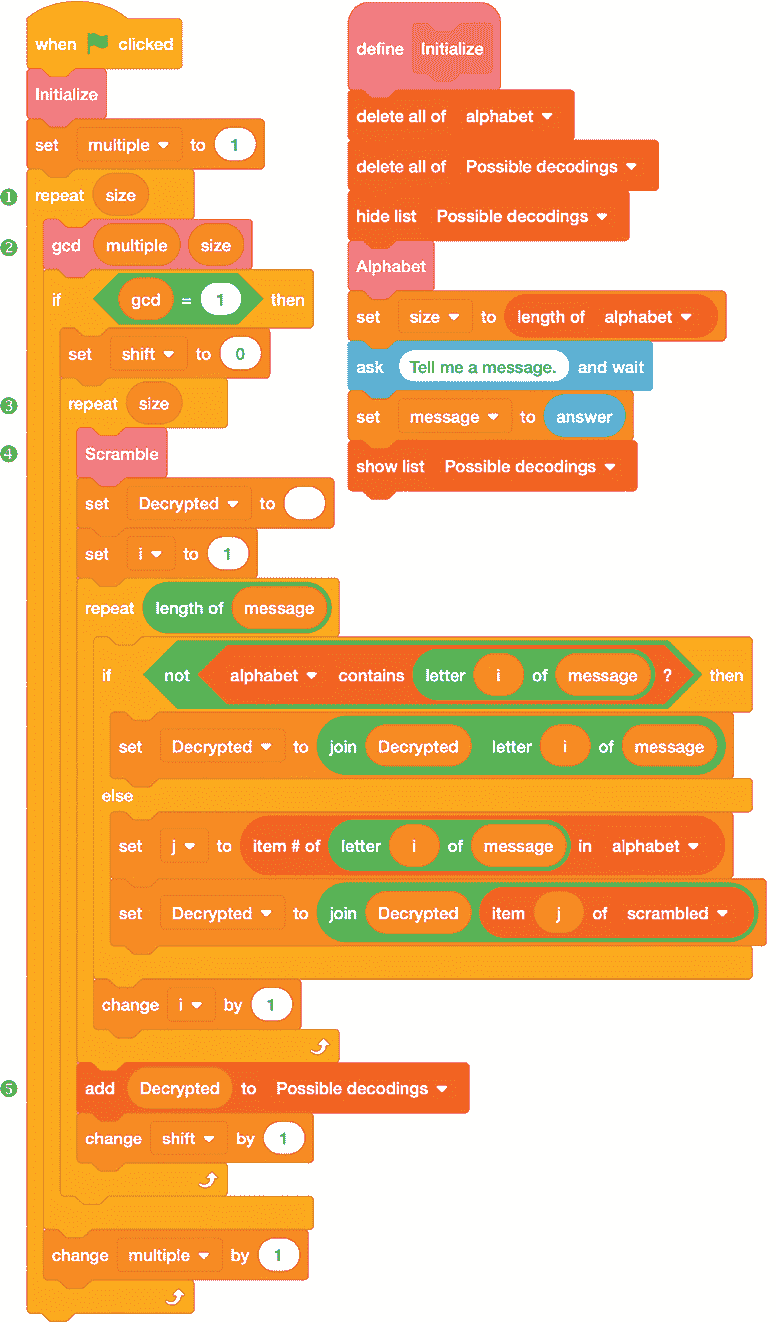 when clicked
Initialize
set multiple to 1
❶ repeat size
❷ gcd multiple size
if gcd = 1 then
set shift to 0
❸ repeat size
❹ Scramble
set Decrypted to
set i to 1
repeat length of message
if not alphabet contains letter i of message ? then
set Decrypted to join Decrypted letter i of message
else
set j to item # of letter i of message in alphabet
set Decrypted to join Decrypted item j of scrambled
change i by 1
❺ add Decrypted to Possible decodings
change shift by 1
change multiple by 1
define Initialize
delete all of alphabet
delete all of Possible decodings
hide list Possible decodings
Alphabet
set size to length of alphabet
ask Tell me a message. and wait
set message to answer
show list Possible decodings